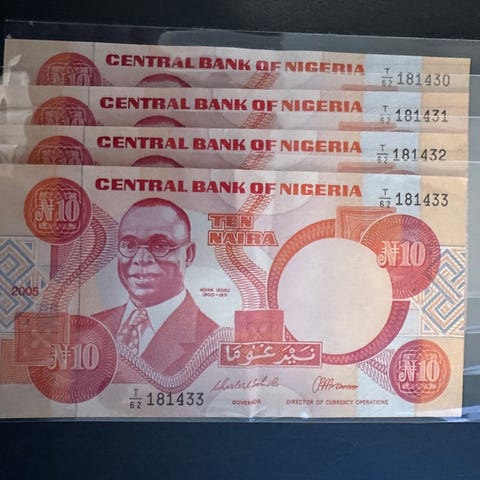 CENTRAL BANK OF NIGERIA
₦10
T/62 181430
CENTRAL BANK OF NIGERIA
T/62 181431
CENTRAL BANK OF NIGERIA
T/62 181432
CENTRAL BANK OF NIGERIA
T/62 181433
₦10
TEN
NAIRA
₦10
2005
ALVAN IKOKU
1900-1971
₦10
نَيْرَ غُومَا
₦10
T/62 181433
GOVERNOR
DIRECTOR OF CURRENCY OPERATIONS